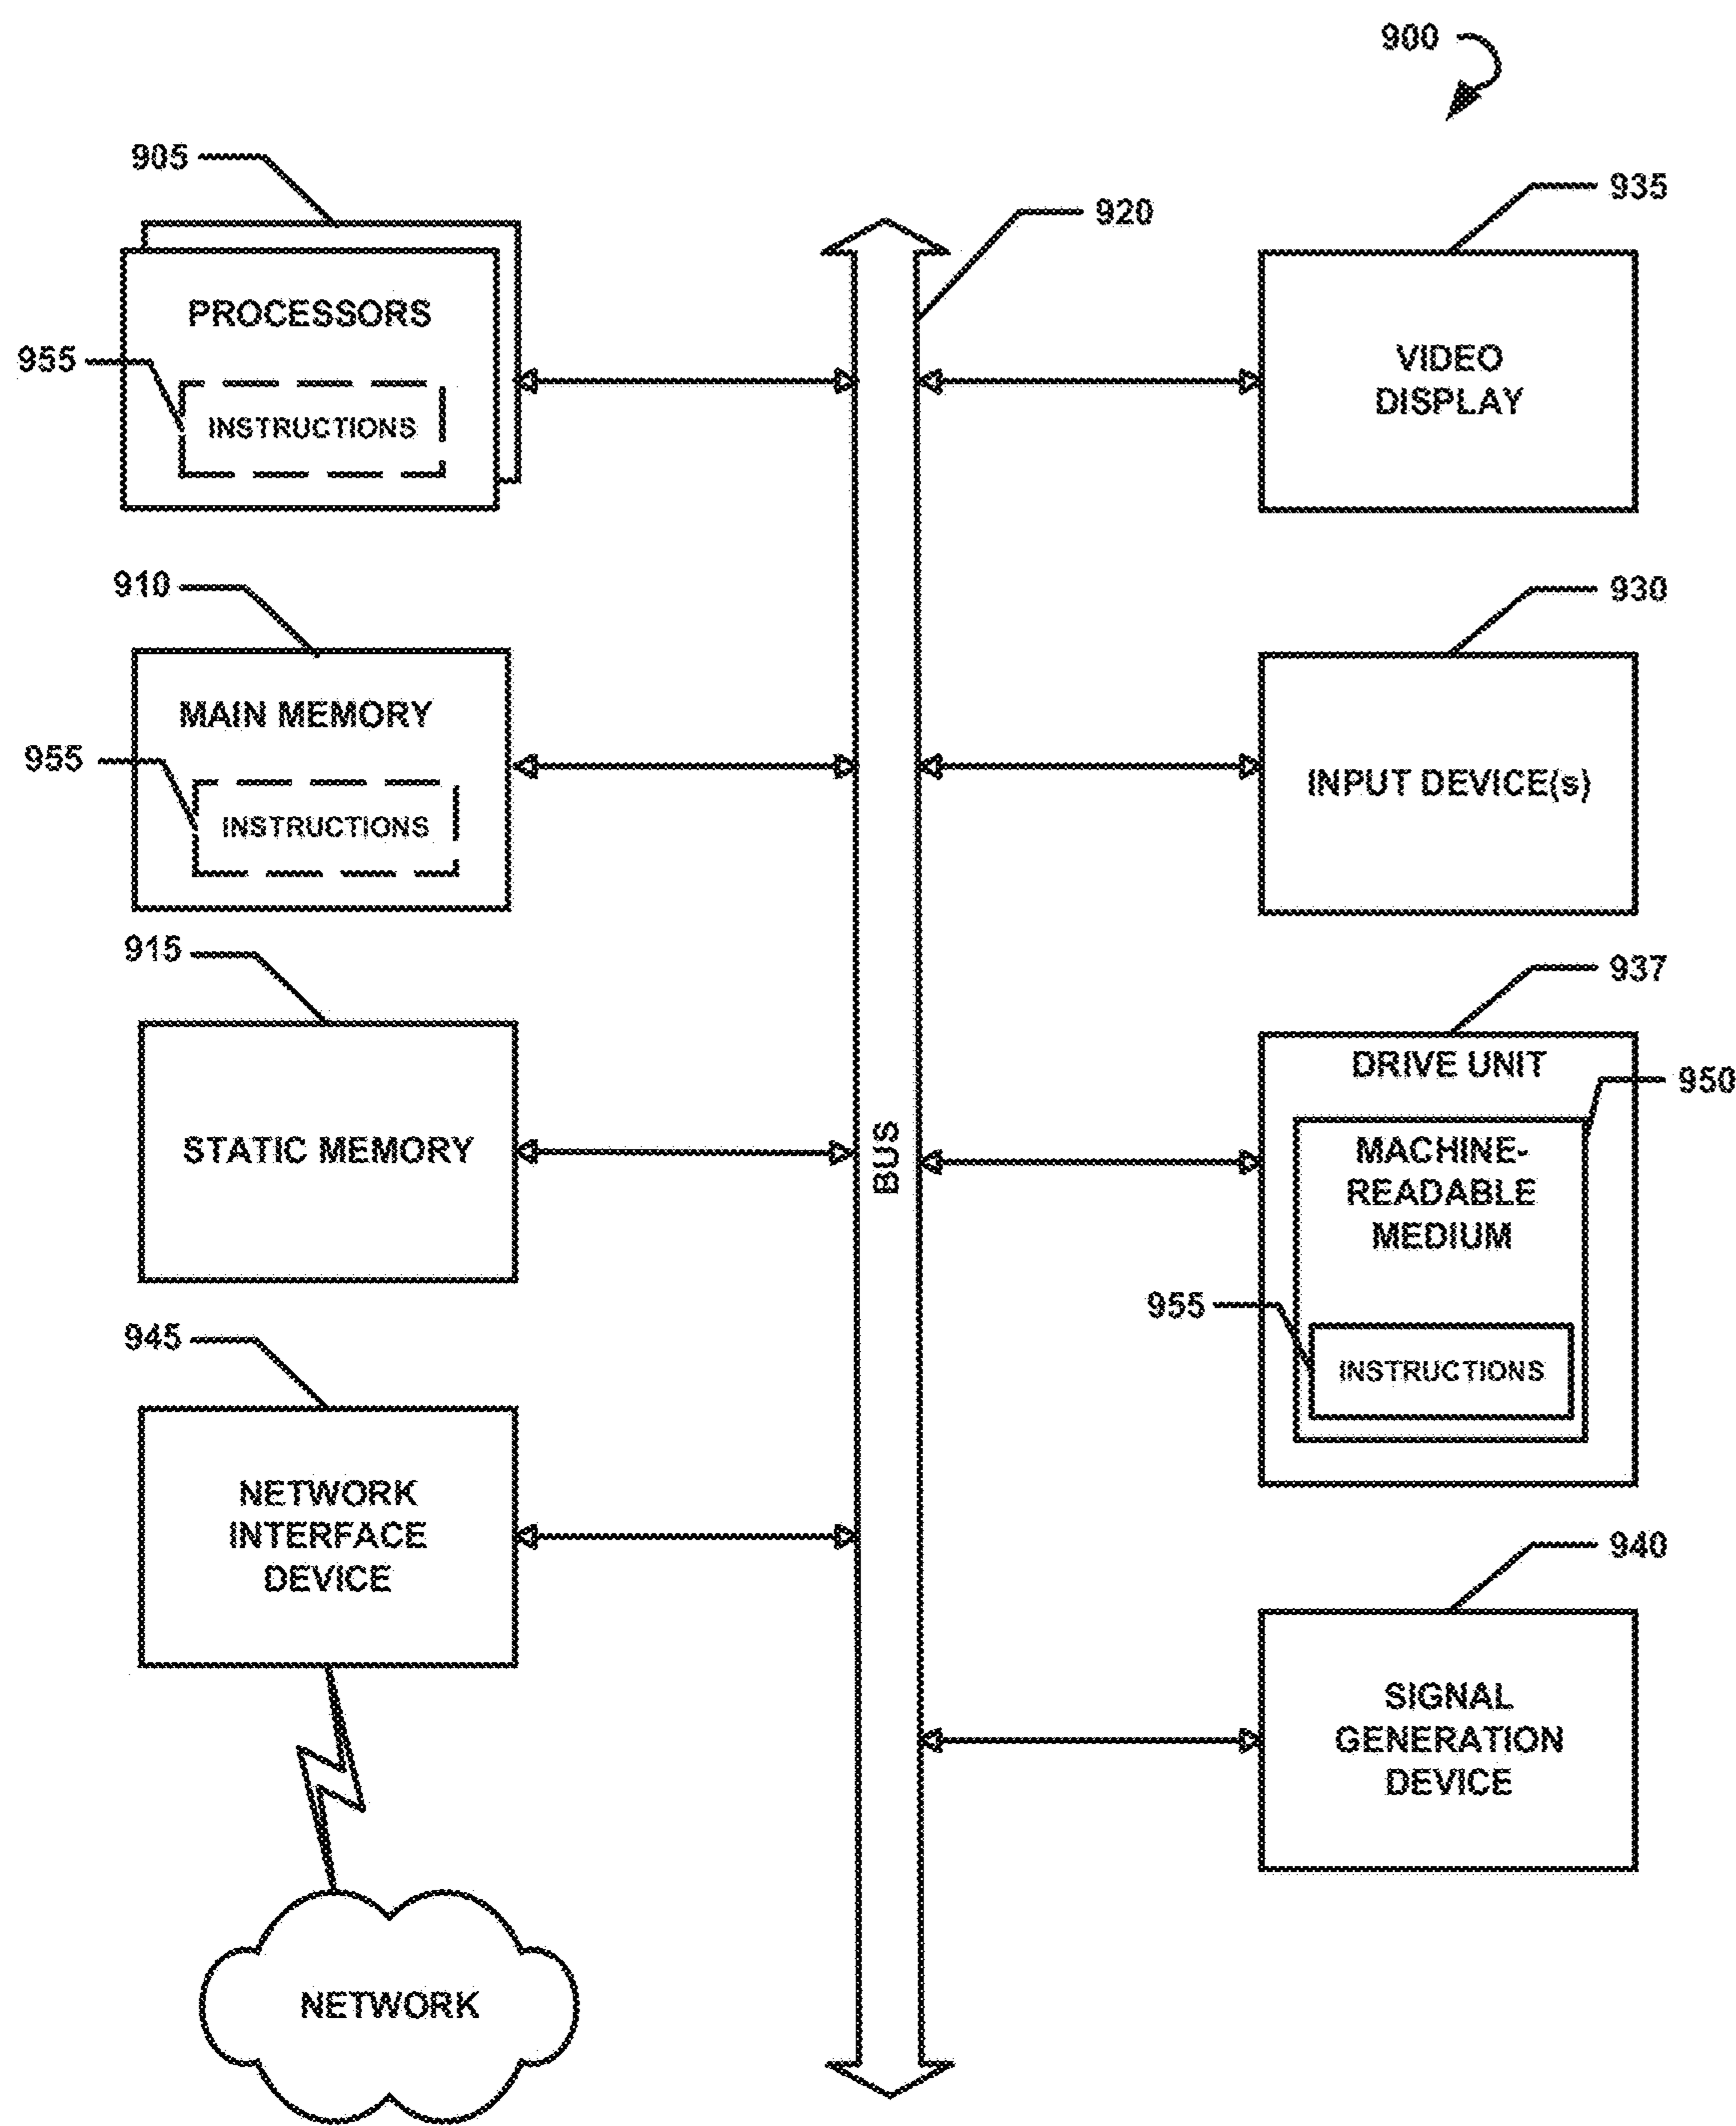 900
905
920
935
PROCESSORS
955
INSTRUCTIONS
VIDEO
DISPLAY
910
930
MAIN MEMORY
955
INSTRUCTIONS
INPUT DEVICE(s)
915
937
STATIC MEMORY
BUS
DRIVE UNIT
950
MACHINE-
READABLE
MEDIUM
955
INSTRUCTIONS
945
NETWORK
INTERFACE
DEVICE
940
SIGNAL
GENERATION
DEVICE
NETWORK